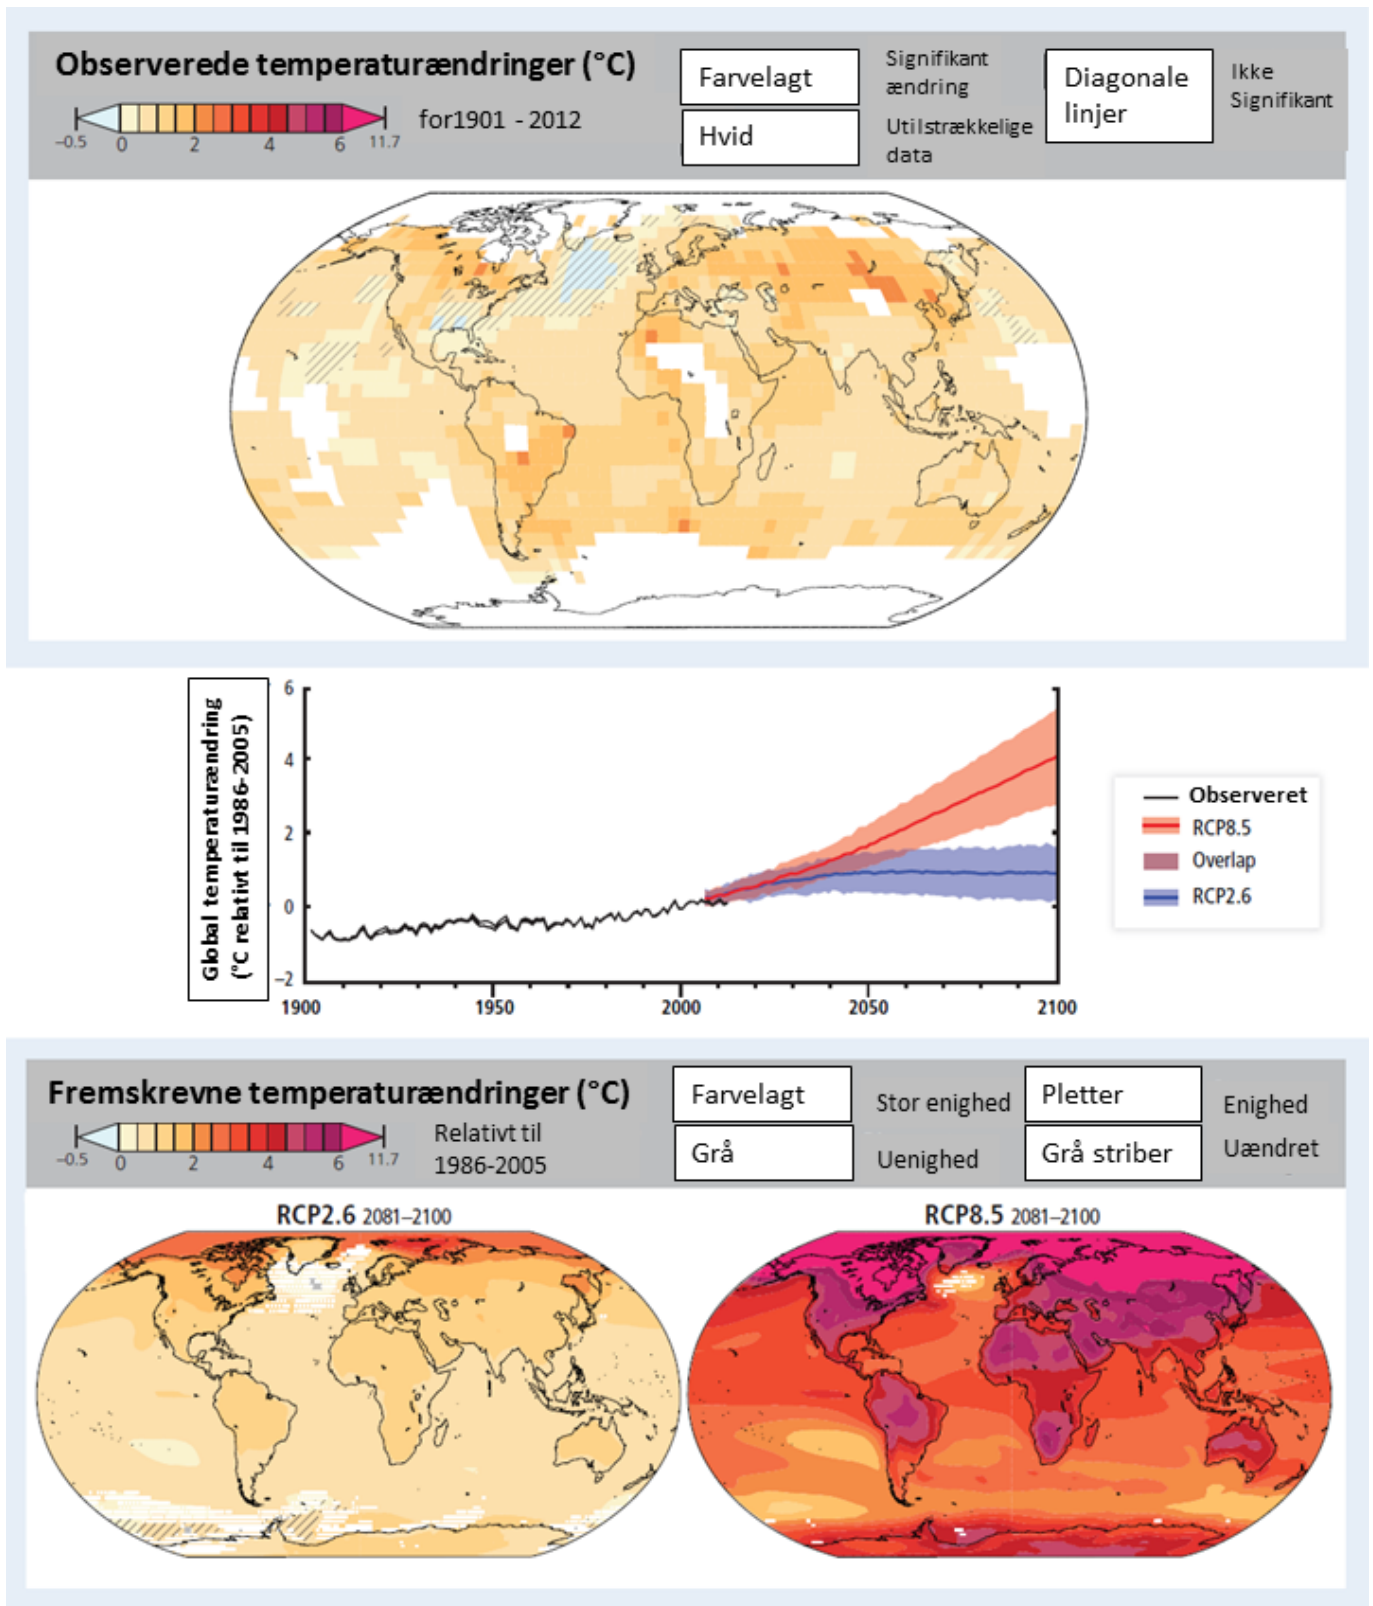 Observerede temperaturændringer (°C)
–0.5 0 2 4 6 11.7
for1901 - 2012
Farvelagt
Signifikant
ændring
Hvid
Utilstrækkelige
data
Diagonale
linjer
Ikke
Signifikant
Global temperaturændring
(°C relativt til 1986-2005)
6
4
2
0
–2
1900 1950 2000 2050 2100
Observeret
RCP8.5
Overlap
RCP2.6
Fremskrevne temperaturændringer (°C)
–0.5 0 2 4 6 11.7
Relativt til
1986-2005
Farvelagt
Stor enighed
Grå
Uenighed
Pletter
Enighed
Grå striber
Uændret
RCP2.6 2081–2100
RCP8.5 2081–2100